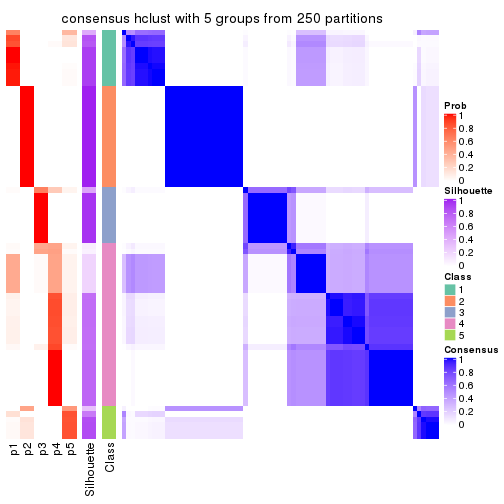 consensus hclust with 5 groups from 250 partitions
Prob
1
0.8
0.6
0.4
0.2
0
Silhouette
1
0.8
0.6
0.4
0.2
0
Class
1
2
3
4
5
Consensus
1
0.8
0.6
0.4
0.2
0
p1
p2
p3
p4
p5
Silhouette
Class